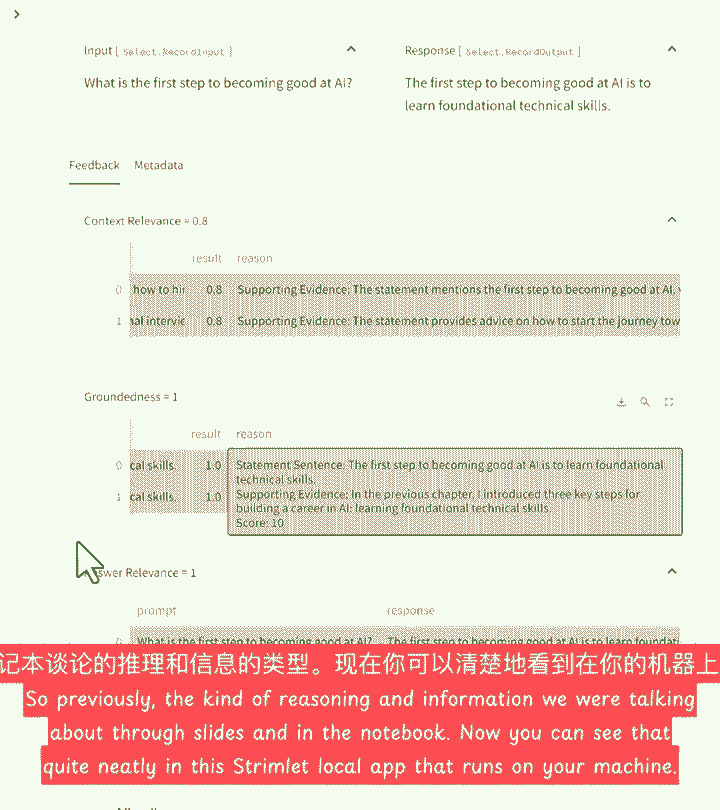 Input [ Select.RecordInput ]
Response [ Select.RecordOutput ]
What is the first step to becoming good at AI?
The first step to becoming good at AI is to
learn foundational technical skills.
Feedback Metadata
Context Relevance = 0.8
result reason
0 how to hir 0.8 Supporting Evidence: The statement mentions the first step to becoming good at AI,
1 nal intervie 0.8 Supporting Evidence: The statement provides advice on how to start the journey tow
Groundedness = 1
result reason
0 cal skills. 1.0 Statement Sentence: The first step to becoming good at AI is to learn foundational
technical skills.
1 cal skills. 1.0 Supporting Evidence: In the previous chapter, I introduced three key steps for
building a career in AI: learning foundational technical skills.
Score: 10
Answer Relevance = 1
prompt response
0 What is the first step to becoming good at AI? The first step to becoming good at AI is to learn foundati
记本谈论的推理和信息的类型。现在你可以清楚地看到在你的机器上
So previously, the kind of reasoning and information we were talking
about through slides and in the notebook. Now you can see that
quite neatly in this Strimlet local app that runs on your machine.